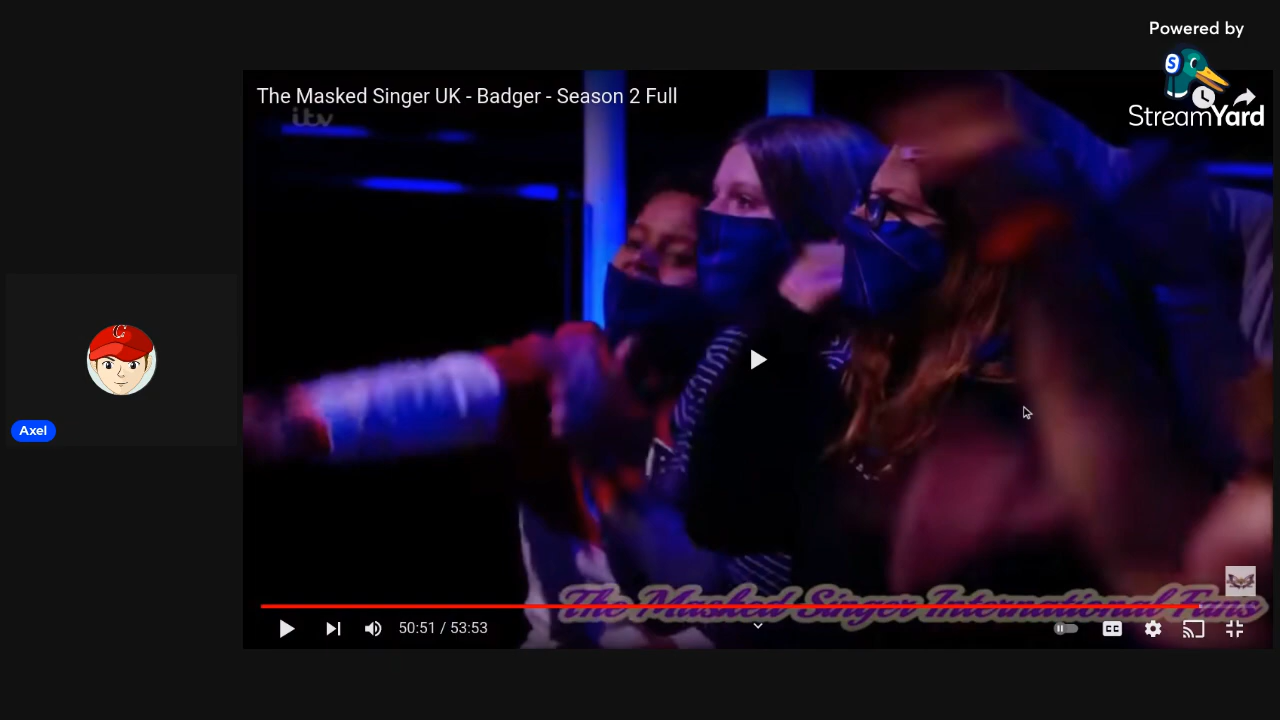 Powered by
StreamYard
The Masked Singer UK - Badger - Season 2 Full
itv
C
S
Axel
The Masked Singer International Fans
50:51 / 53:53
CC